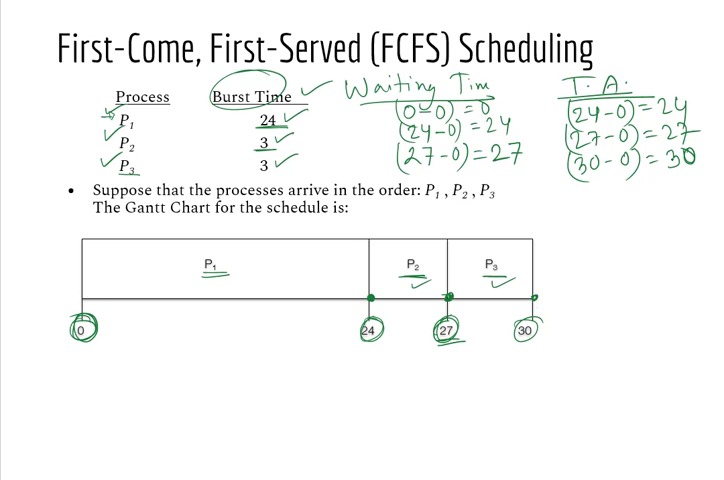 First-Come, First-Served (FCFS) Scheduling
Process Burst Time Waiting Tim T. A.
P1 24 (0-0) = 0 (24-0) = 24
P2 3 (24-0) = 24 (27-0) = 27
P3 3 (27-0) = 27 (30-0) = 30
• Suppose that the processes arrive in the order: P1 , P2 , P3
The Gantt Chart for the schedule is:
P1 P2 P3
0 24 27 30